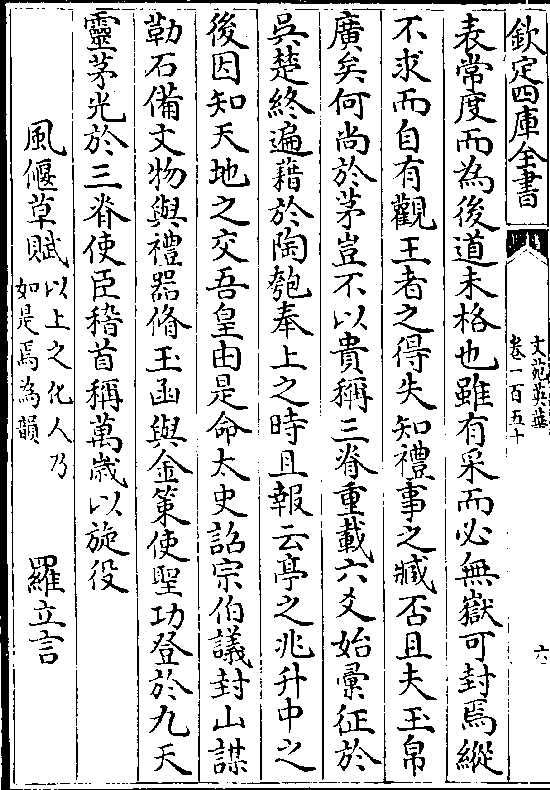 欽定四庫全書
文苑英華
卷一百五十
六
表常度而為後道未格也雖有采而必無嶽可封焉縱
不求而自有觀王者之得失知禮事之臧否且夫玉帛
廣矣何尚於茅豈不以貴稱三脊重載六爻始彚征於
吳楚終遍藉於陶匏奉上之時且報云亭之兆升中之
後因知天地之交吾皇由是命太史詔宗伯議封山謀
勒石備文物與禮器脩玉函與金策使聖功登於九天
靈茅光於三脊使臣稽首稱萬歲以旋役
風偃草賦以上之化人乃如是焉為韻 羅立言